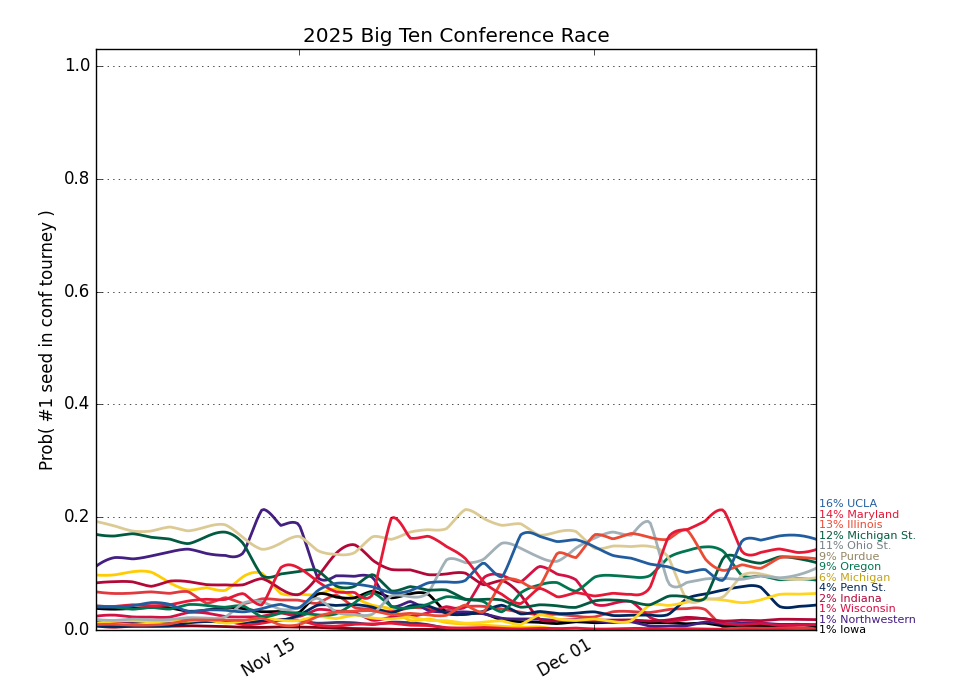 2025 Big Ten Conference Race
Prob( #1 seed in conf tourney )
1.0
0.8
0.6
0.4
0.2
0.0
Nov 15
Dec 01
16% UCLA
14% Maryland
13% Illinois
12% Michigan St.
11% Ohio St.
9% Purdue
9% Oregon
6% Michigan
4% Penn St.
2% Indiana
1% Wisconsin
1% Northwestern
1% Iowa